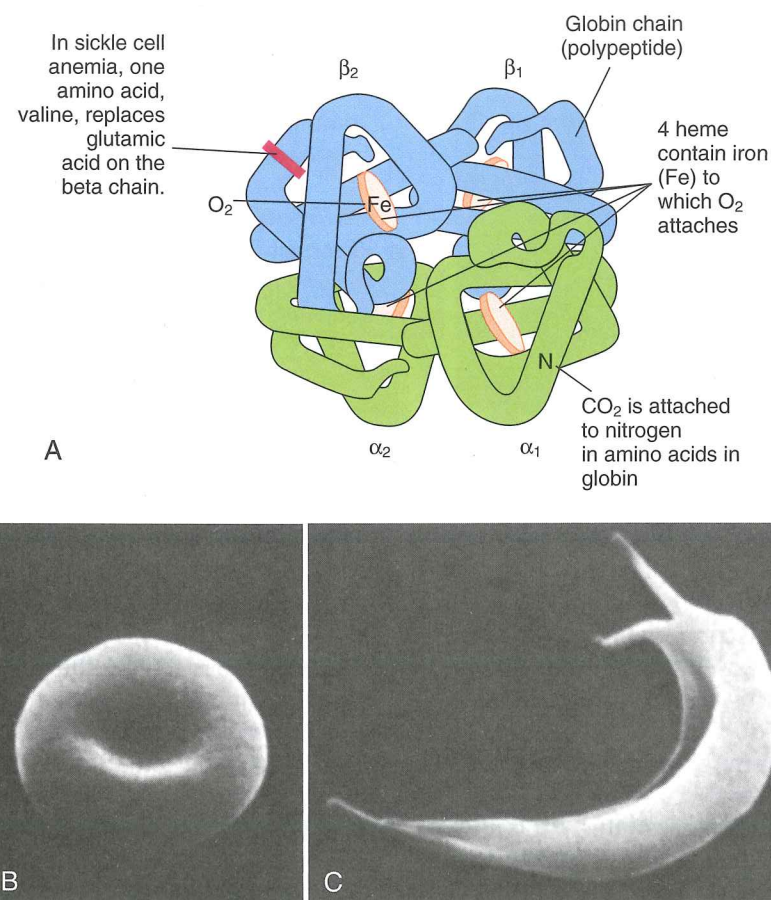 In sickle cell
anemia, one
amino acid,
valine, replaces
glutamic
acid on the
beta chain.
β₂
β₁
Globin chain
(polypeptide)
4 heme
contain iron
(Fe) to
which O₂
attaches
O₂
Fe
N
CO₂ is attached
to nitrogen
in amino acids in
globin
A
α₂
α₁
B
C